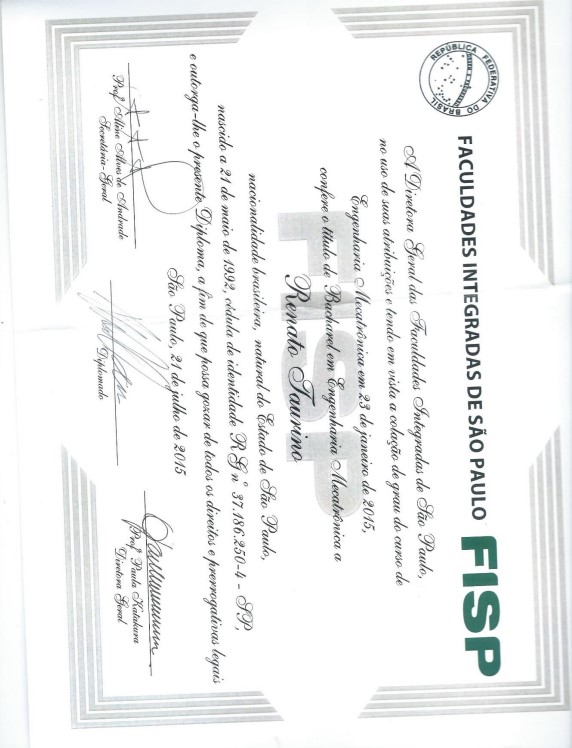 REPÚBLICA FEDERATIVA DO BRASIL
FACULDADES INTEGRADAS DE SÃO PAULO FISP
A Diretora Geral das Faculdades Integradas de São Paulo,
no uso de suas atribuições e tendo em vista a colação de grau do curso de
Engenharia Mecatrônica em 23 de janeiro de 2015,
confere o título de Bacharel em Engenharia Mecatrônica a
FISP
Renato Taurino
nacionalidade brasileira, natural do Estado de São Paulo,
nascido a 21 de maio de 1992, cédula de identidade RG nº 37.186.250-4 - SP,
e outorga-lhe o presente Diploma, a fim de que possa gozar de todos os direitos e prerrogativas legais
São Paulo, 21 de julho de 2015
Profª Aline Alves de Andrade
Secretária-Geral
Diplomado
Profª Paula Katakura
Diretora Geral